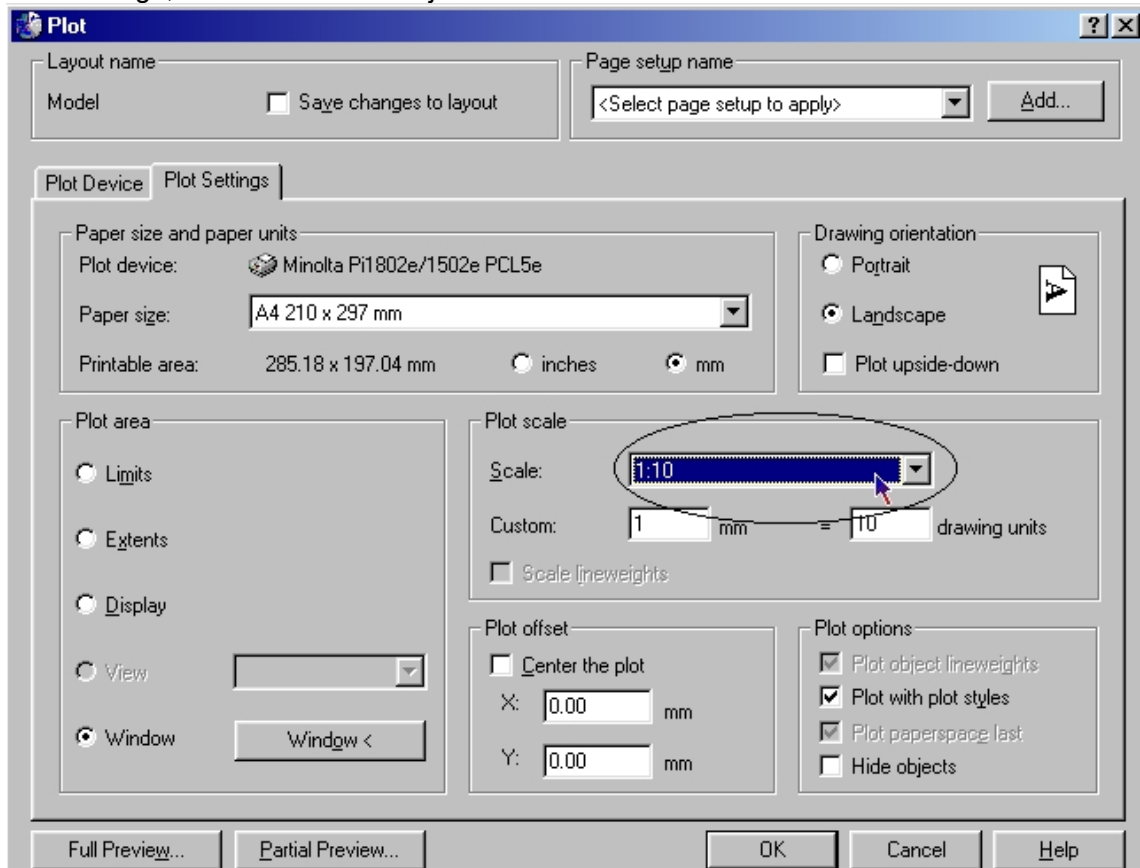 Plot
Layout name
Model
Save changes to layout
Page setup name
<Select page setup to apply>
Add...
Plot Device
Plot Settings
Paper size and paper units
Plot device:
Minolta Pi1802e/1502e PCL5e
Paper size:
A4 210 x 297 mm
Printable area:
285.18 x 197.04 mm
inches
mm
Drawing orientation
Portrait
Landscape
A
Plot upside-down
Plot area
Limits
Extents
Display
View
Window
Window <
Plot scale
Scale:
1:10
Custom:
1
mm
=
10
drawing units
Scale lineweights
Plot offset
Center the plot
X:
0.00
mm
Y:
0.00
mm
Plot options
Plot object lineweights
Plot with plot styles
Plot paperspace last
Hide objects
Full Preview...
Partial Preview...
OK
Cancel
Help